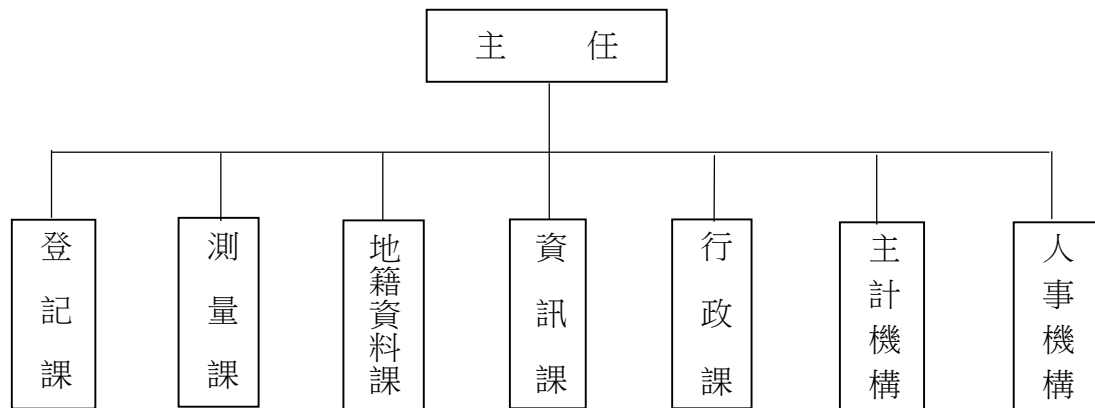 主任
登記課
測量課
地籍資料課
資訊課
行政課
主計機構
人事機構